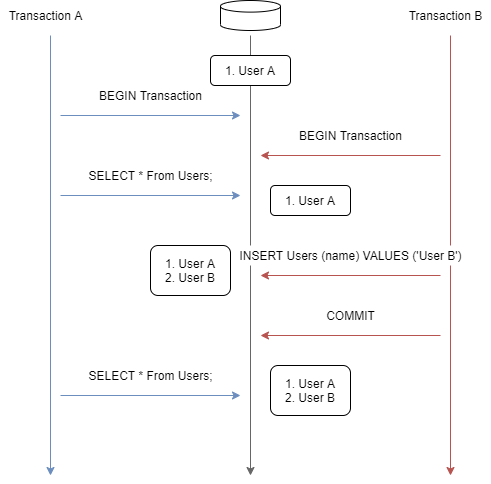 Transaction A
Transaction B
1. User A
BEGIN Transaction
BEGIN Transaction
SELECT * From Users;
1. User A
INSERT Users (name) VALUES ('User B')
1. User A
2. User B
COMMIT
SELECT * From Users;
1. User A
2. User B